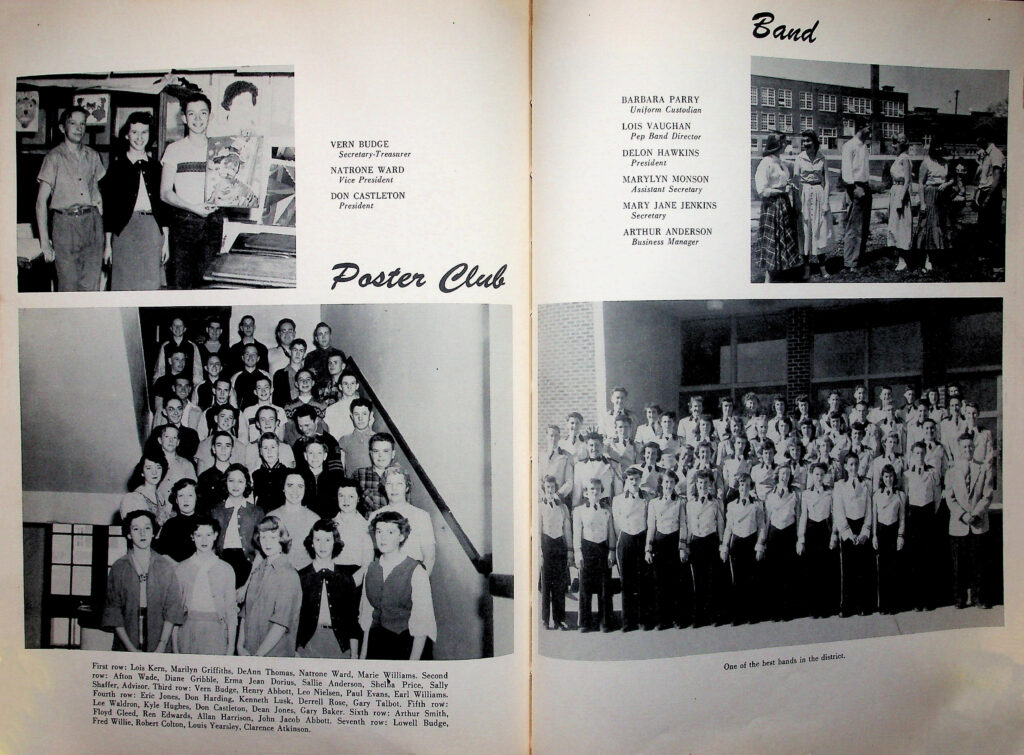 VERN BUDGE
Secretary-Treasurer
NATRONE WARD
Vice President
DON CASTLETON
President
Poster Club
First row: Lois Kern, Marilyn Griffiths, DeAnn Thomas, Natrone Ward, Marie Williams. Second
row: Afton Wade, Diane Gribble, Erma Jean Dorius, Sallie Anderson, Shelna Price, Sally
Shaffer, Advisor. Third row: Vern Budge, Henry Abbott, Leo Nielsen, Paul Evans, Earl Williams.
Fourth row: Eric Jones, Don Harding, Kenneth Lusk, Derrell Rose, Gary Talbot. Fifth row:
Lee Waldron, Kyle Hughes, Don Castleton, Dean Jones, Gary Baker. Sixth row: Arthur Smith,
Floyd Gleed, Ren Edwards, Allan Harrison, John Jacob Abbott. Seventh row: Lowell Budge,
Fred Willie, Robert Colton, Louis Yearsley, Clarence Atkinson.
Band
BARBARA PARRY
Uniform Custodian
LOIS VAUGHAN
Pep Band Director
DELON HAWKINS
President
MARYLYN MONSON
Assistant Secretary
MARY JANE JENKINS
Secretary
ARTHUR ANDERSON
Business Manager
One of the best bands in the district.